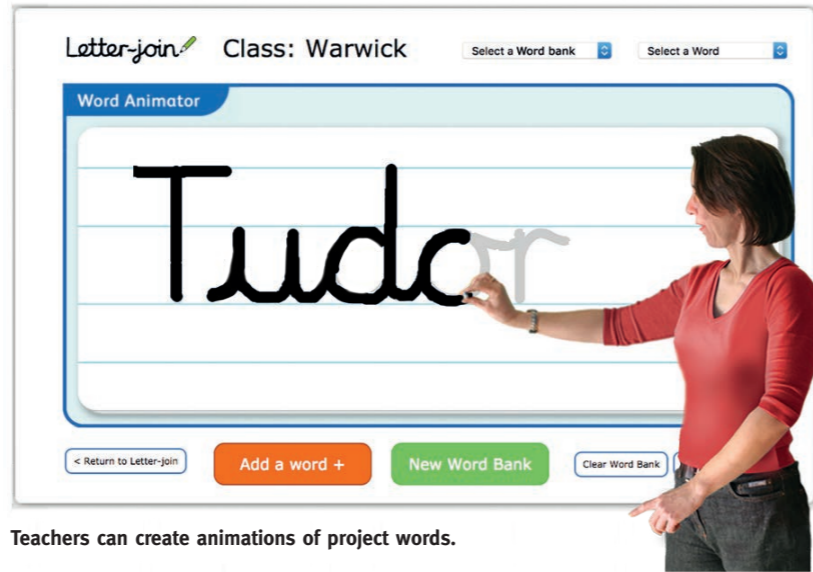 Letter-join Class: Warwick Select a Word bank Select a Word
Word Animator
Tudor
< Return to Letter-join Add a word + New Word Bank Clear Word Bank
Teachers can create animations of project words.